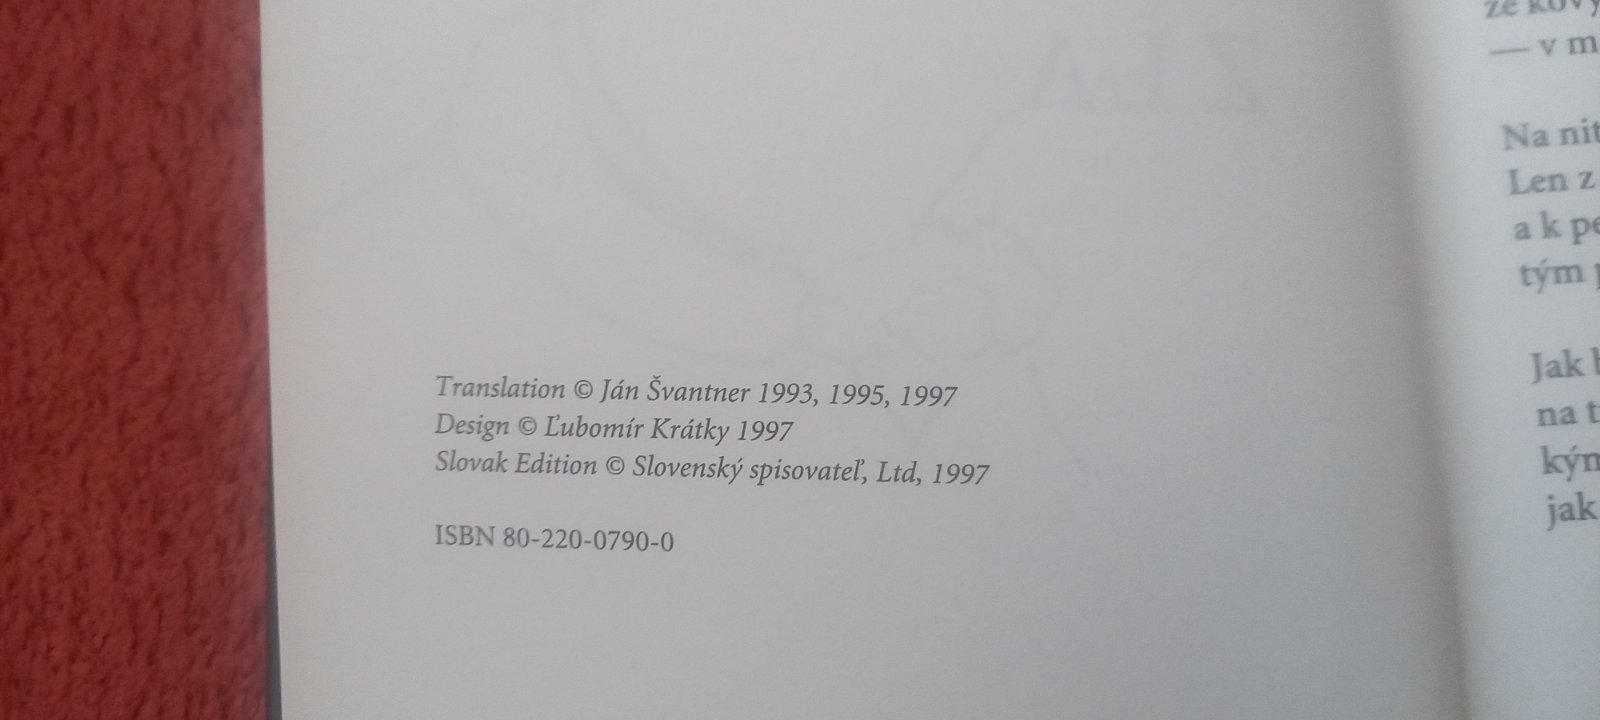 Translation © Ján Švantner 1993, 1995, 1997
Design © Ľubomír Krátky 1997
Slovak Edition © Slovenský spisovateľ, Ltd, 1997
ISBN 80-220-0790-0
— v m
Na nit
Len z
a k pe
tým
Jak
na t
kým
jak